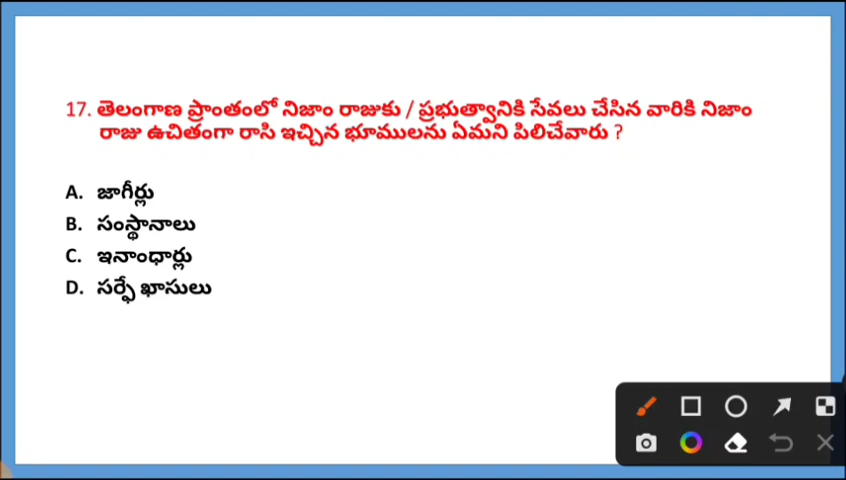 17. తెలంగాణ ప్రాంతంలో నిజాం రాజుకు / ప్రభుత్వానికి సేవలు చేసిన వారికి నిజాం
రాజు ఉచితంగా రాసి ఇచ్చిన భూములను ఏమని పిలిచేవారు ?
A. జాగీర్లు
B. సంస్థానాలు
C. ఇనాంధార్లు
D. సర్ఫే ఖాసులు